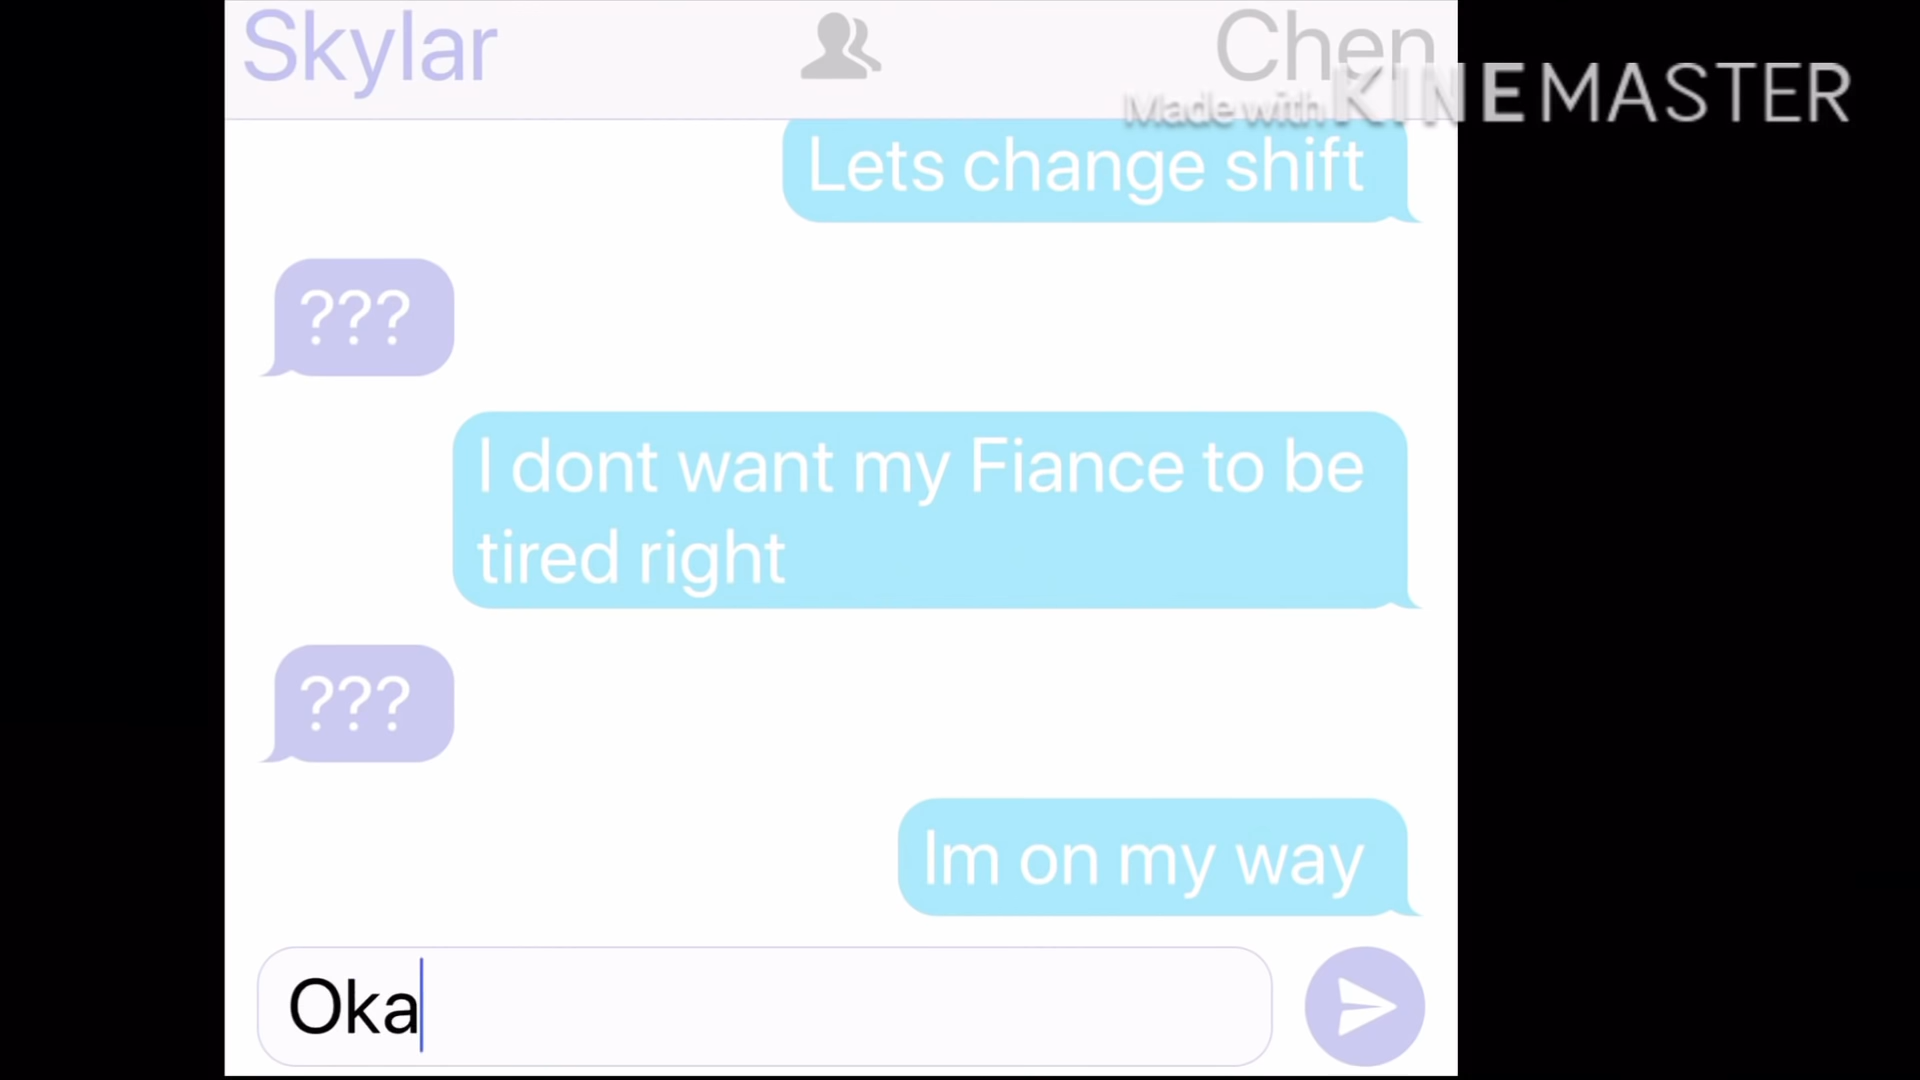 Skylar
Chen
Made with KINEMASTER
Lets change shift
???
I dont want my Fiance to be
tired right
???
Im on my way
Oka